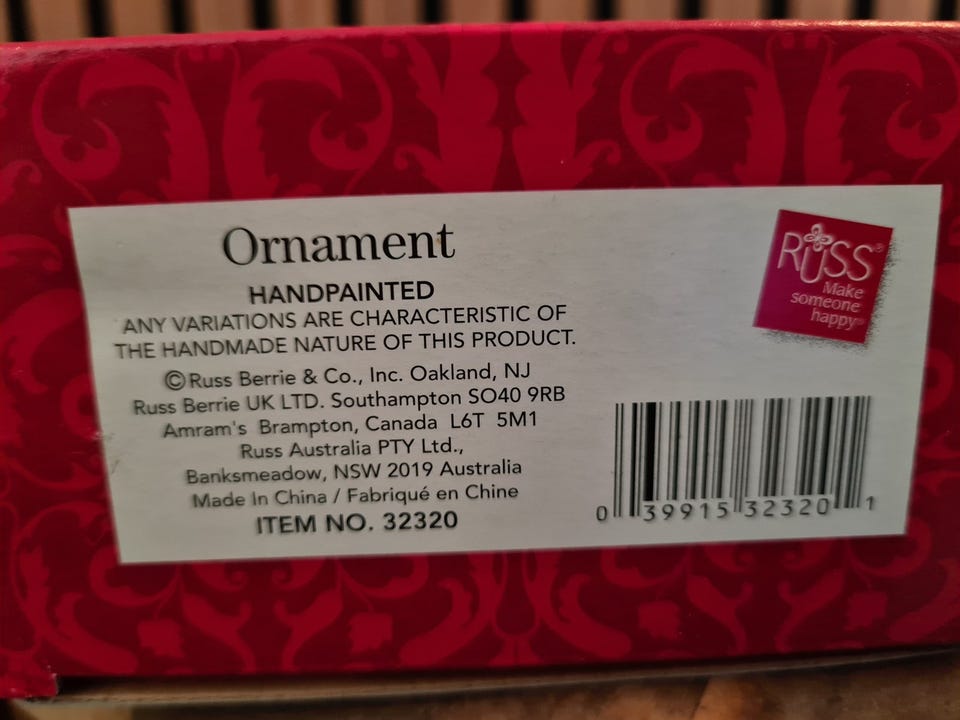 Ornament
HANDPAINTED
ANY VARIATIONS ARE CHARACTERISTIC OF
THE HANDMADE NATURE OF THIS PRODUCT.
©Russ Berrie & Co., Inc. Oakland, NJ
Russ Berrie UK LTD. Southampton SO40 9RB
Amram's Brampton, Canada L6T 5M1
Russ Australia PTY Ltd.,
Banksmeadow, NSW 2019 Australia
Made In China / Fabriqué en Chine
ITEM NO. 32320
RUSS®
Make
someone
happy®
0 39915 32320 1